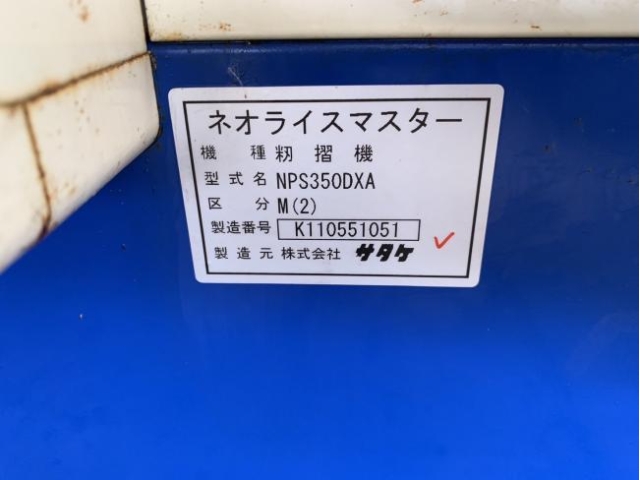 ネオライスマスター
機種 籾摺機
型式名 NPS350DXA
区分 M(2)
製造番号 K110551051
製造元 株式会社 サタケ